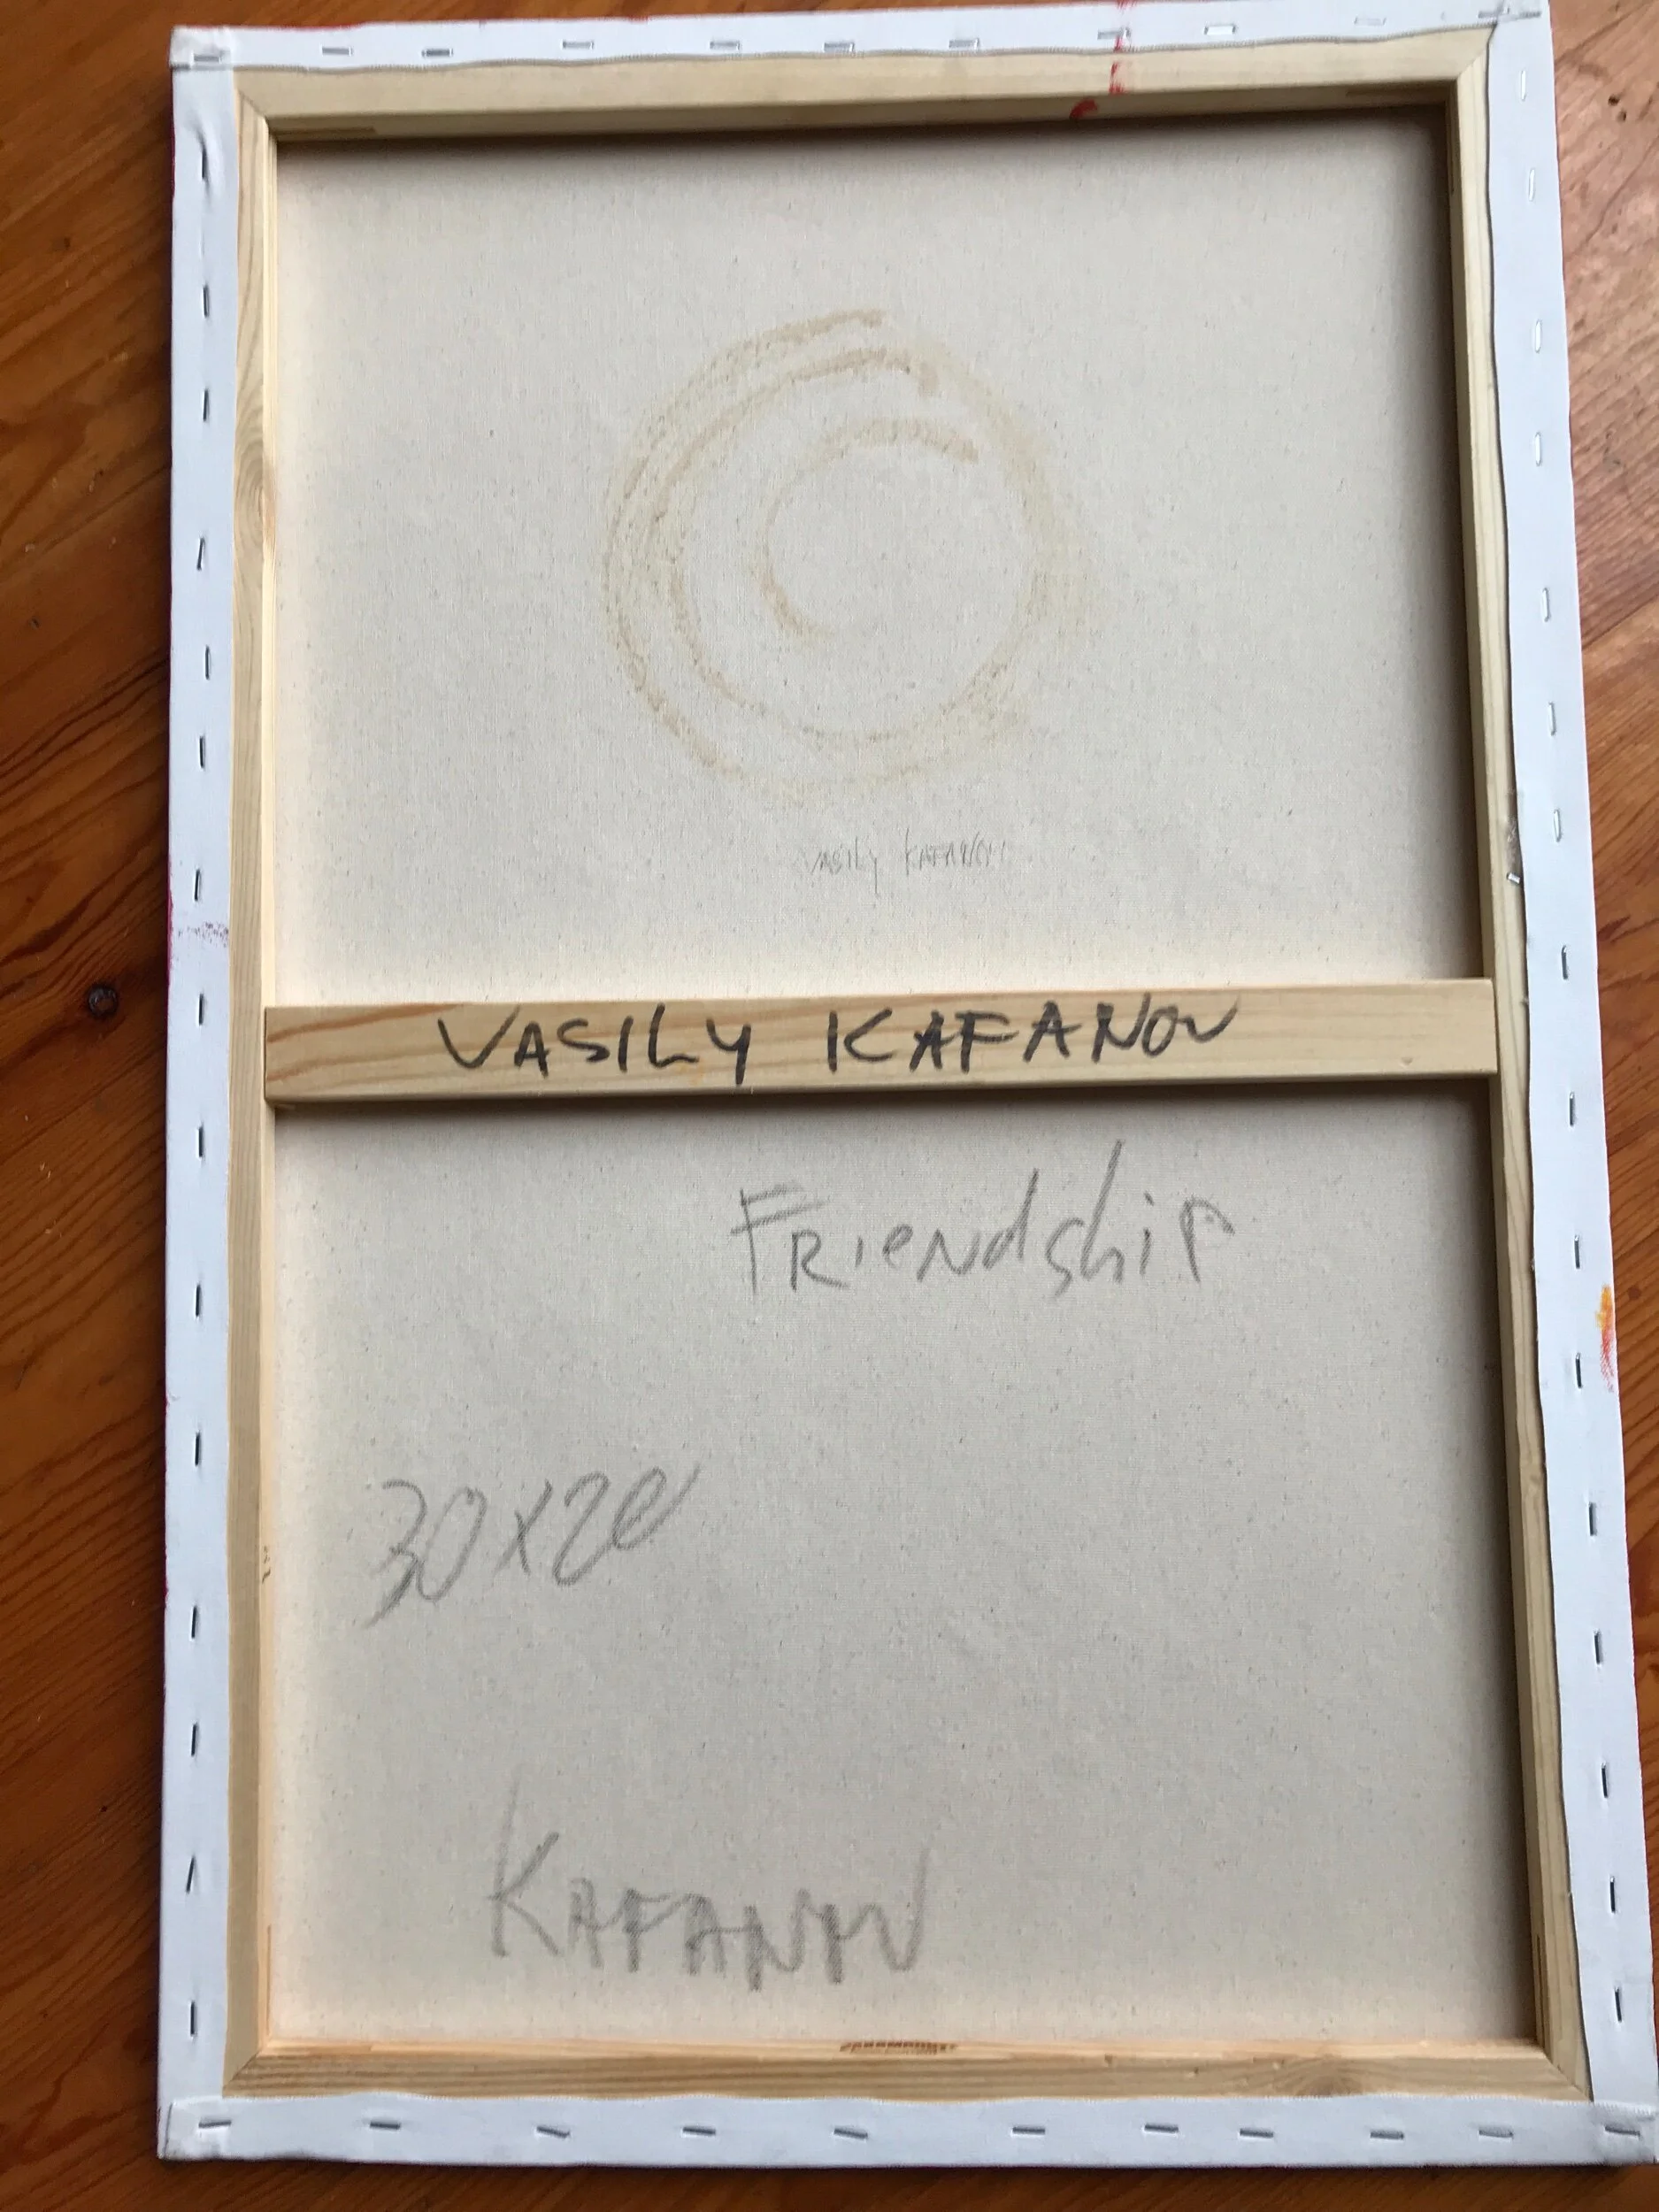 VASILY KAFANOV
VASILY KAFANOV
Friendship
30x20
KAFANOV